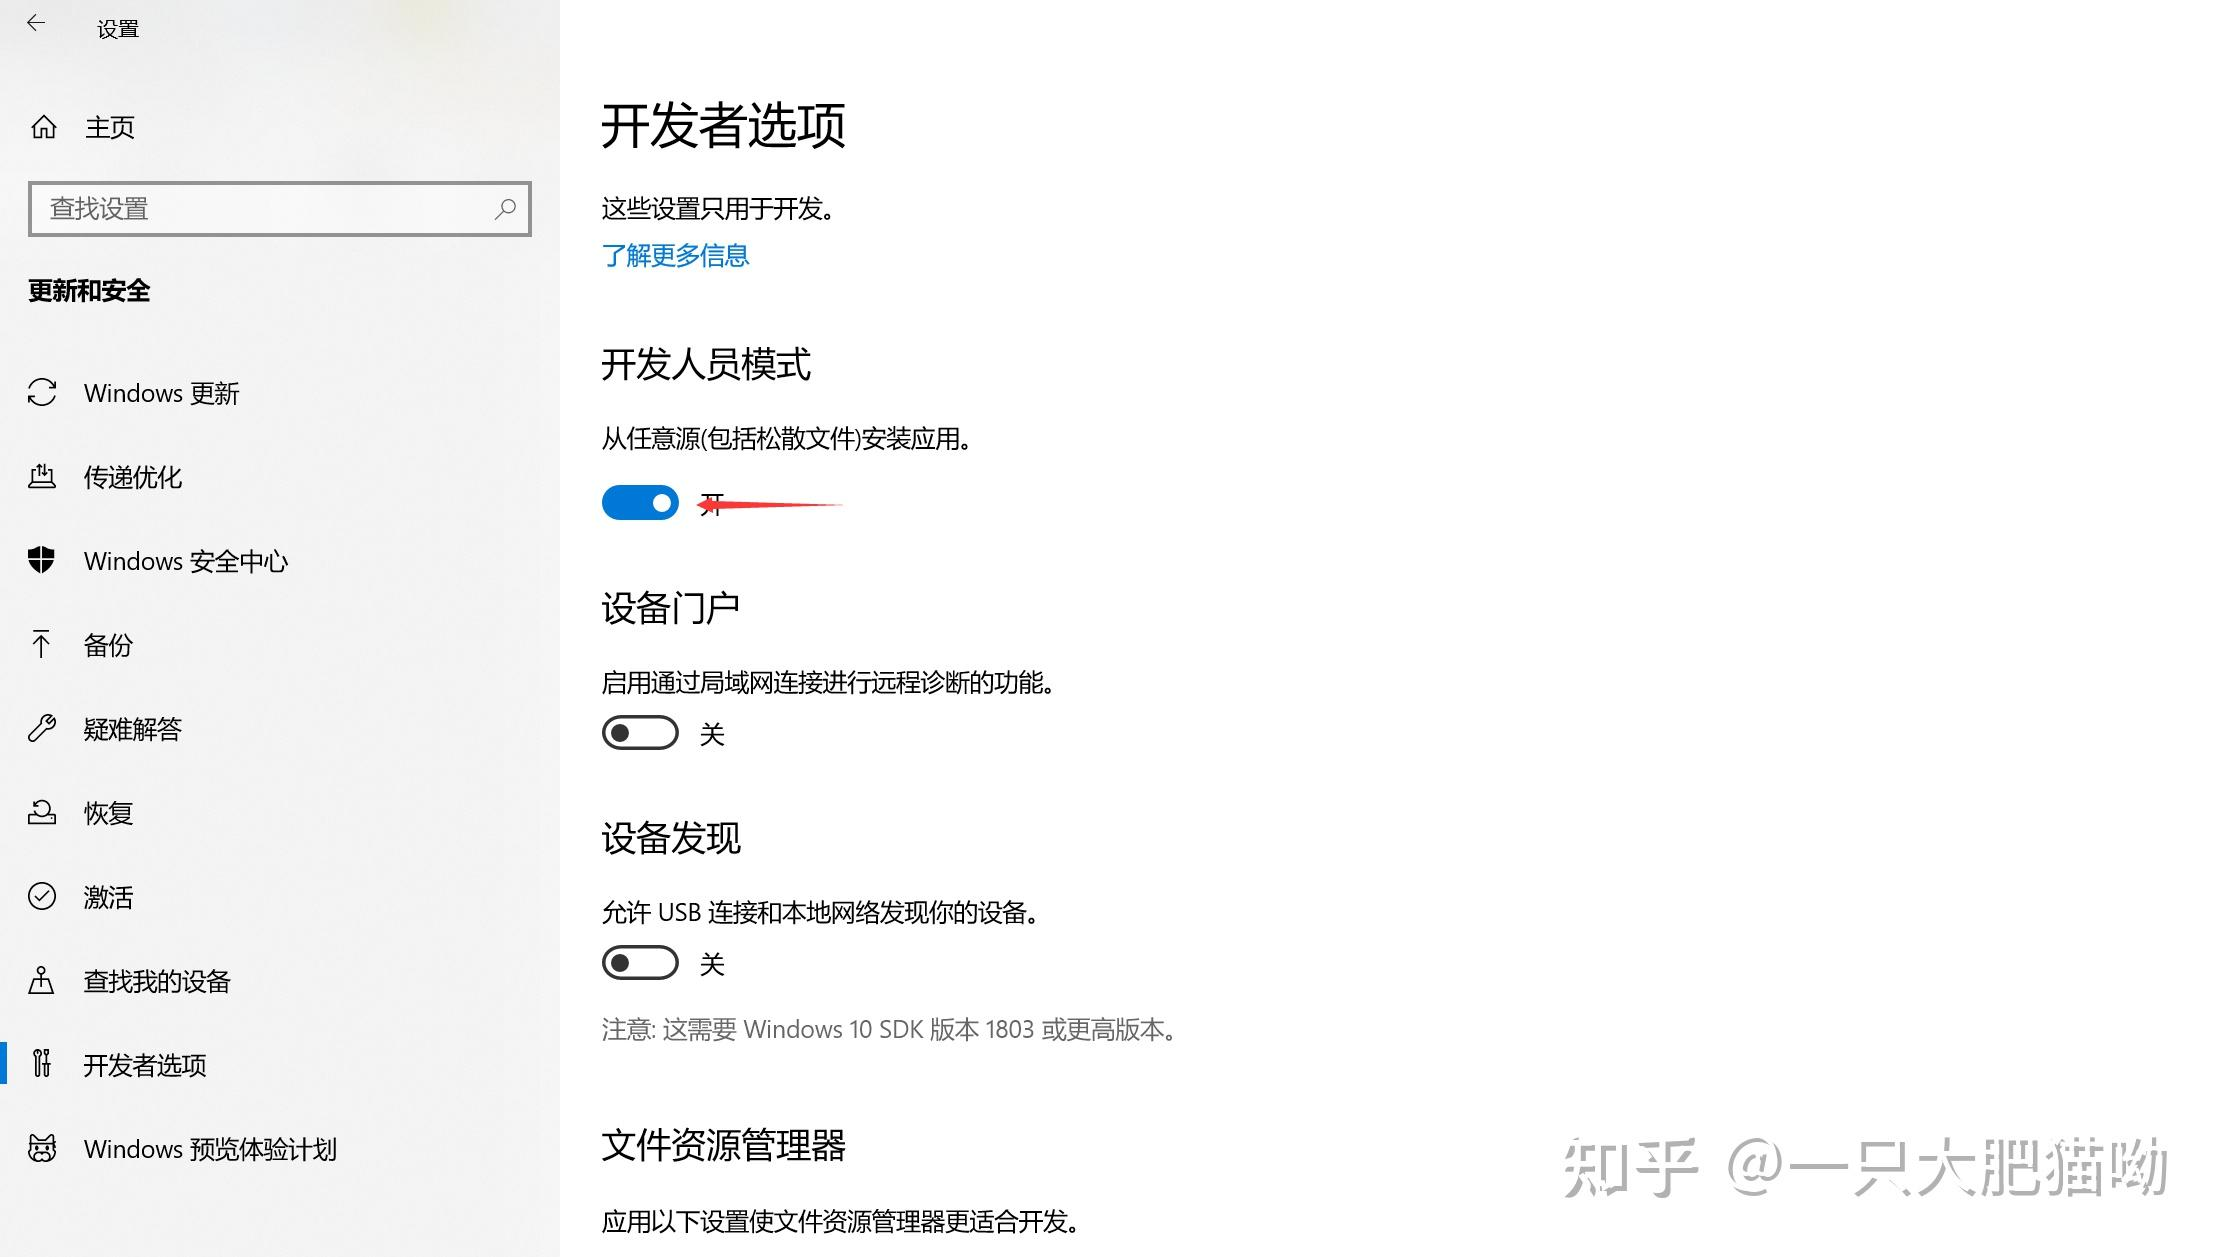 设置
主页
查找设置
更新和安全
Windows 更新
传递优化
Windows 安全中心
备份
疑难解答
恢复
激活
查找我的设备
开发者选项
Windows 预览体验计划
开发者选项
这些设置只用于开发。
了解更多信息
开发人员模式
从任意源(包括松散文件)安装应用。
开
设备门户
启用通过局域网连接进行远程诊断的功能。
关
设备发现
允许 USB 连接和本地网络发现你的设备。
关
注意: 这需要 Windows 10 SDK 版本 1803 或更高版本。
文件资源管理器
应用以下设置使文件资源管理器更适合开发。
知乎 @一只大肥猫呦